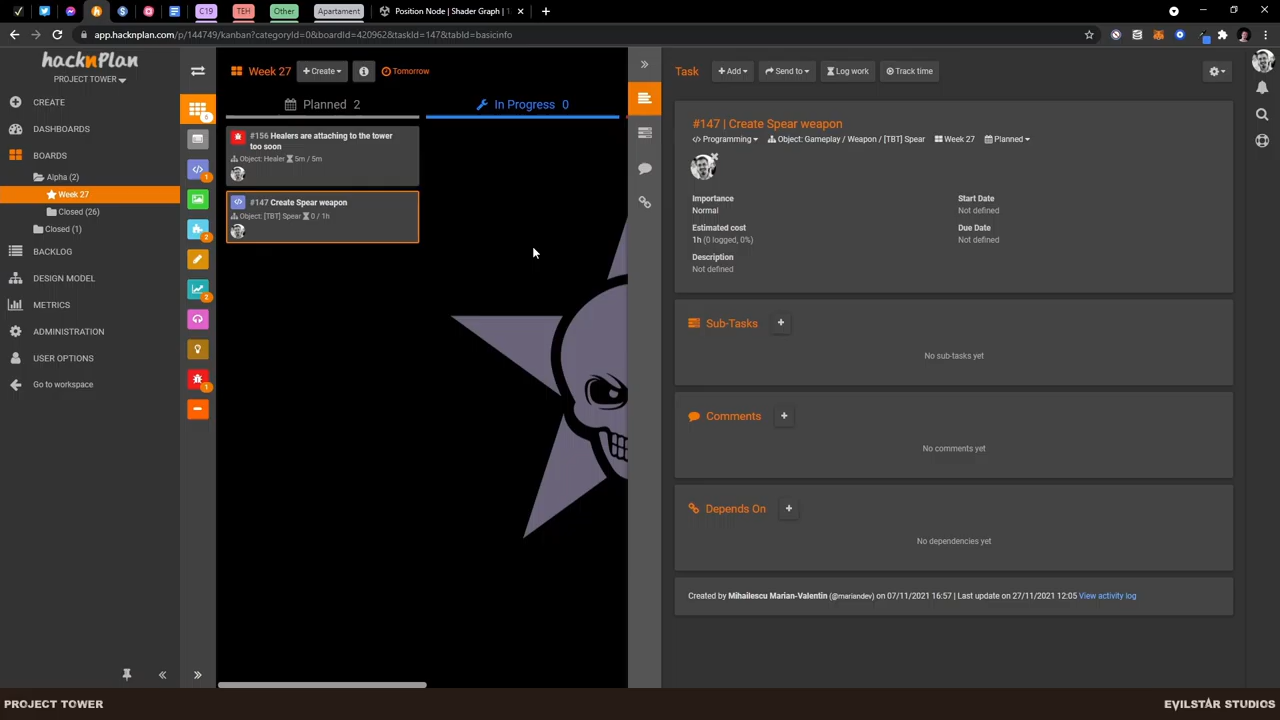 C19
TEH
Other
Apartament
Position Node | Shader Graph | 1
app.hacknplan.com/p/144749/kanban?categoryId=0&boardId=420962&taskId=147&tabId=basicinfo
hacknPlan
PROJECT TOWER
CREATE
DASHBOARDS
BOARDS
Alpha (2)
Week 27
Closed (26)
Closed (1)
BACKLOG
DESIGN MODEL
METRICS
ADMINISTRATION
USER OPTIONS
Go to workspace
0
1
2
2
1
Week 27
Create
Tomorrow
Planned 2
In Progress 0
#156 Healers are attaching to the tower
too soon
Object: Healer 5m / 5m
#147 Create Spear weapon
Object: [TBT] Spear 0 / 1h
Task
Add
Send to
Log work
Track time
#147 | Create Spear weapon
Programming
Object: Gameplay / Weapon / [TBT] Spear
Week 27
Planned
Importance
Normal
Start Date
Not defined
Estimated cost
1h (0 logged, 0%)
Due Date
Not defined
Description
Not defined
Sub-Tasks
No sub-tasks yet
Comments
No comments yet
Depends On
No dependencies yet
Created by Mihailescu Marian-Valentin (@mariandev) on 07/11/2021 16:57 | Last update on 27/11/2021 12:05 View activity log
PROJECT TOWER
EVILSTAR STUDIOS